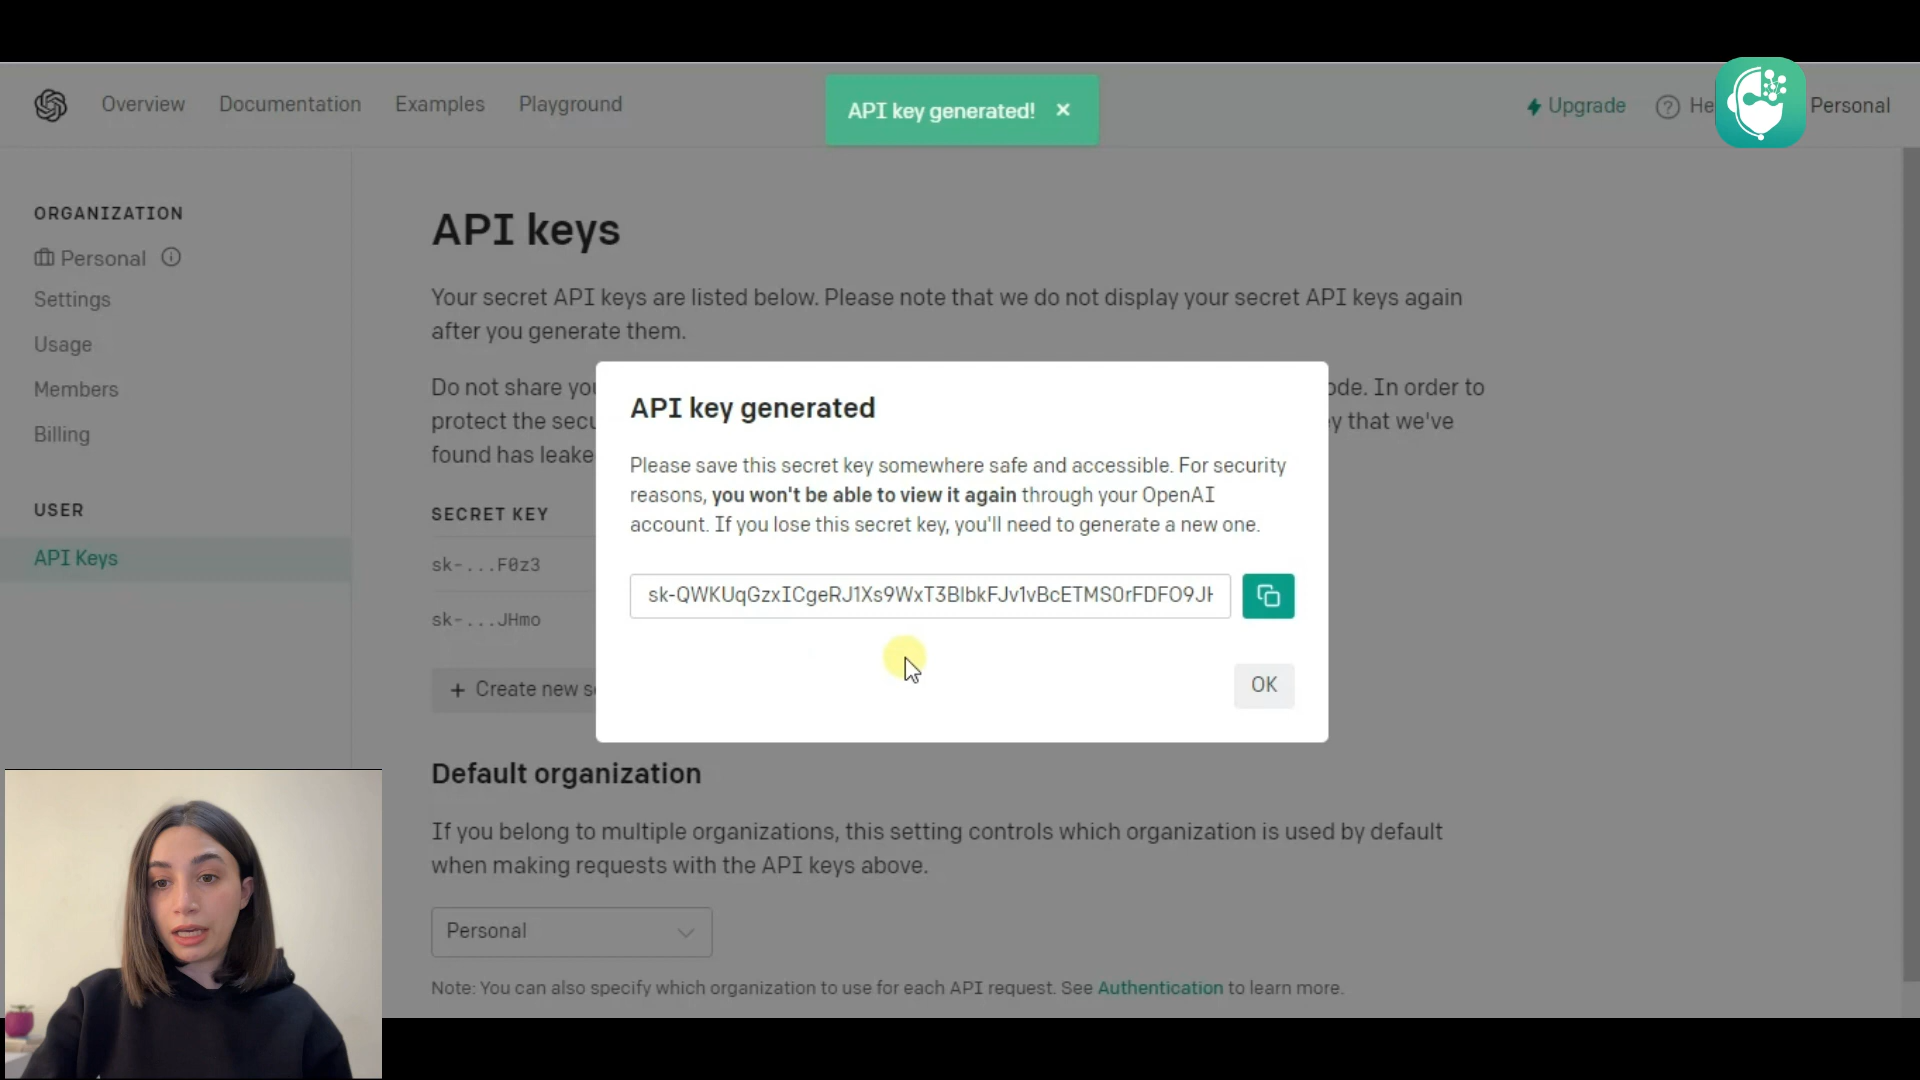 Overview Documentation Examples Playground
API key generated! ×
Upgrade
He
Personal
ORGANIZATION
Personal
Settings
Usage
Members
Billing
USER
API Keys
API keys
Your secret API keys are listed below. Please note that we do not display your secret API keys again
after you generate them.
Do not share you
ode. In order to
protect the secu
y that we've
found has leake
SECRET KEY
sk-...F0z3
sk-...JHmo
+ Create new s
API key generated
Please save this secret key somewhere safe and accessible. For security
reasons, you won't be able to view it again through your OpenAI
account. If you lose this secret key, you'll need to generate a new one.
OK
Default organization
If you belong to multiple organizations, this setting controls which organization is used by default
when making requests with the API keys above.
Personal
Note: You can also specify which organization to use for each API request. See Authentication to learn more.